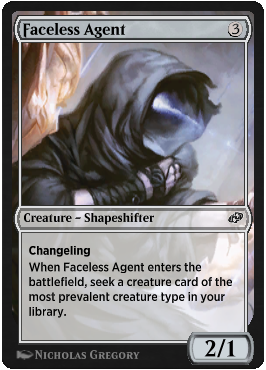 Faceless Agent 3
Creature – Shapeshifter
Changeling
When Faceless Agent enters the
battlefield, seek a creature card of the
most prevalent creature type in your
library.
2/1
Nicholas Gregory